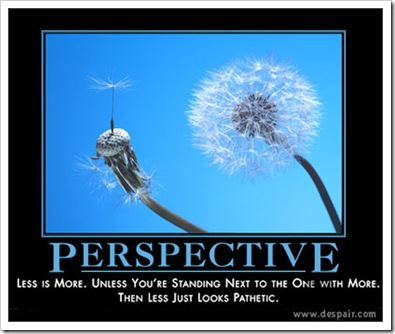 PERSPECTIVE
LESS IS MORE. UNLESS YOU'RE STANDING NEXT TO THE ONE WITH MORE.
THEN LESS JUST LOOKS PATHETIC.
www.despair.com